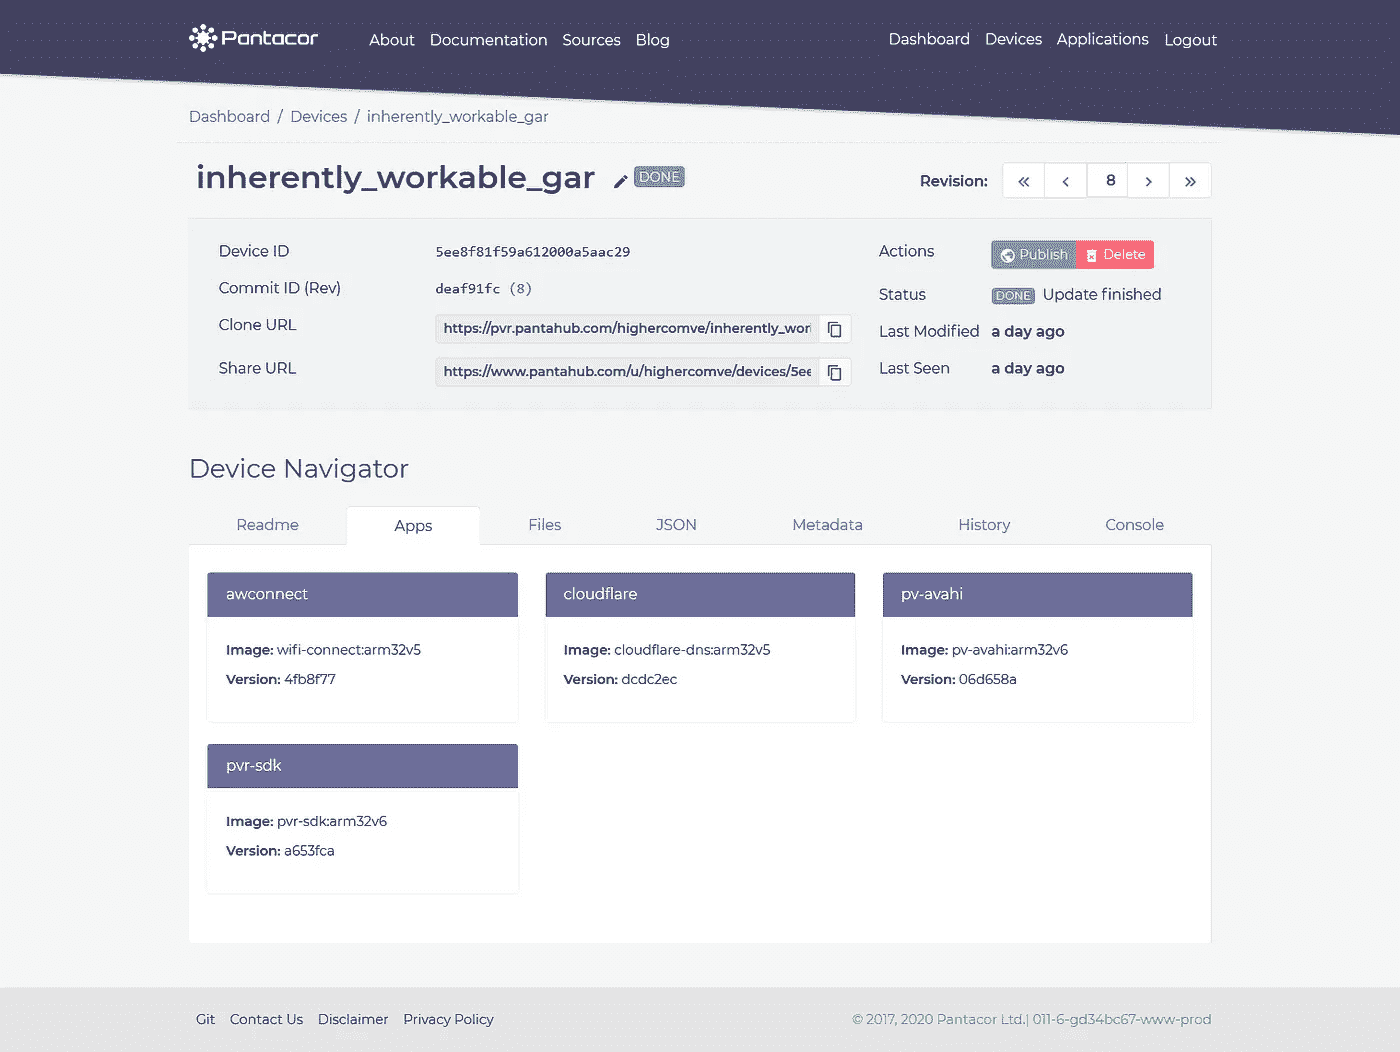 Pantacor About Documentation Sources Blog Dashboard Devices Applications Logout
Dashboard / Devices / inherently_workable_gar
inherently_workable_gar DONE Revision: « ‹ 8 › »
Device ID 5ee8f81f59a612000a5aac29 Actions Publish Delete
Commit ID (Rev) deaf91fc (8) Status DONE Update finished
Clone URL https://pvr.pantahub.com/highercomve/inherently_wor Last Modified a day ago
Share URL https://www.pantahub.com/u/highercomve/devices/5ee Last Seen a day ago
Device Navigator
Readme Apps Files JSON Metadata History Console
awconnect cloudflare pv-avahi
Image: wifi-connect:arm32v5 Image: cloudflare-dns:arm32v5 Image: pv-avahi:arm32v6
Version: 4fb8f77 Version: dcdc2ec Version: 06d658a
pvr-sdk
Image: pvr-sdk:arm32v6
Version: a653fca
Git Contact Us Disclaimer Privacy Policy © 2017, 2020 Pantacor Ltd.| 011-6-gd34bc67-www-prod